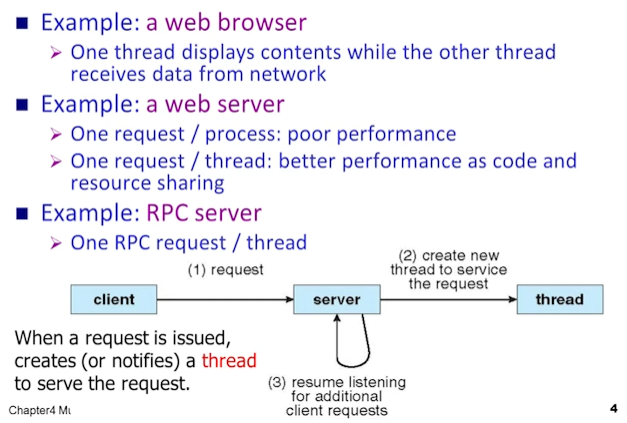 Example: a web browser
One thread displays contents while the other thread
receives data from network
Example: a web server
One request / process: poor performance
One request / thread: better performance as code and
resource sharing
Example: RPC server
One RPC request / thread
(1) request
(2) create new
thread to service
the request
client
server
thread
When a request is issued,
creates (or notifies) a thread
to serve the request.
(3) resume listening
for additional
client requests
Chapter4
4